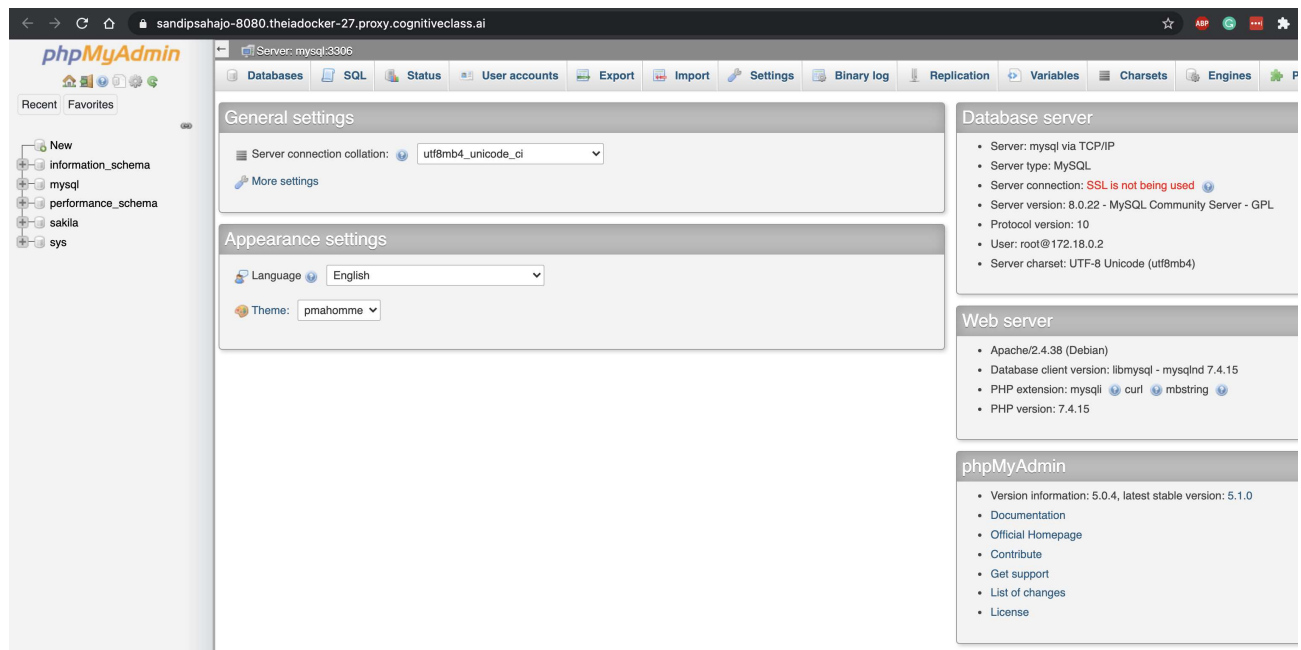 sandipsahajo-8080.theiadocker-27.proxy.cognitiveclass.ai
ABP
G
phpMyAdmin
Recent Favorites
New
information_schema
mysql
performance_schema
sakila
sys
Server: mysql:3306
Databases SQL Status User accounts Export Import Settings Binary log Replication Variables Charsets Engines P
General settings
Server connection collation: utf8mb4_unicode_ci
More settings
Appearance settings
Language English
Theme: pmahomme
Database server
Server: mysql via TCP/IP
Server type: MySQL
Server connection: SSL is not being used
Server version: 8.0.22 - MySQL Community Server - GPL
Protocol version: 10
User: root@172.18.0.2
Server charset: UTF-8 Unicode (utf8mb4)
Web server
Apache/2.4.38 (Debian)
Database client version: libmysql - mysqlnd 7.4.15
PHP extension: mysqli curl mbstring
PHP version: 7.4.15
phpMyAdmin
Version information: 5.0.4, latest stable version: 5.1.0
Documentation
Official Homepage
Contribute
Get support
List of changes
License